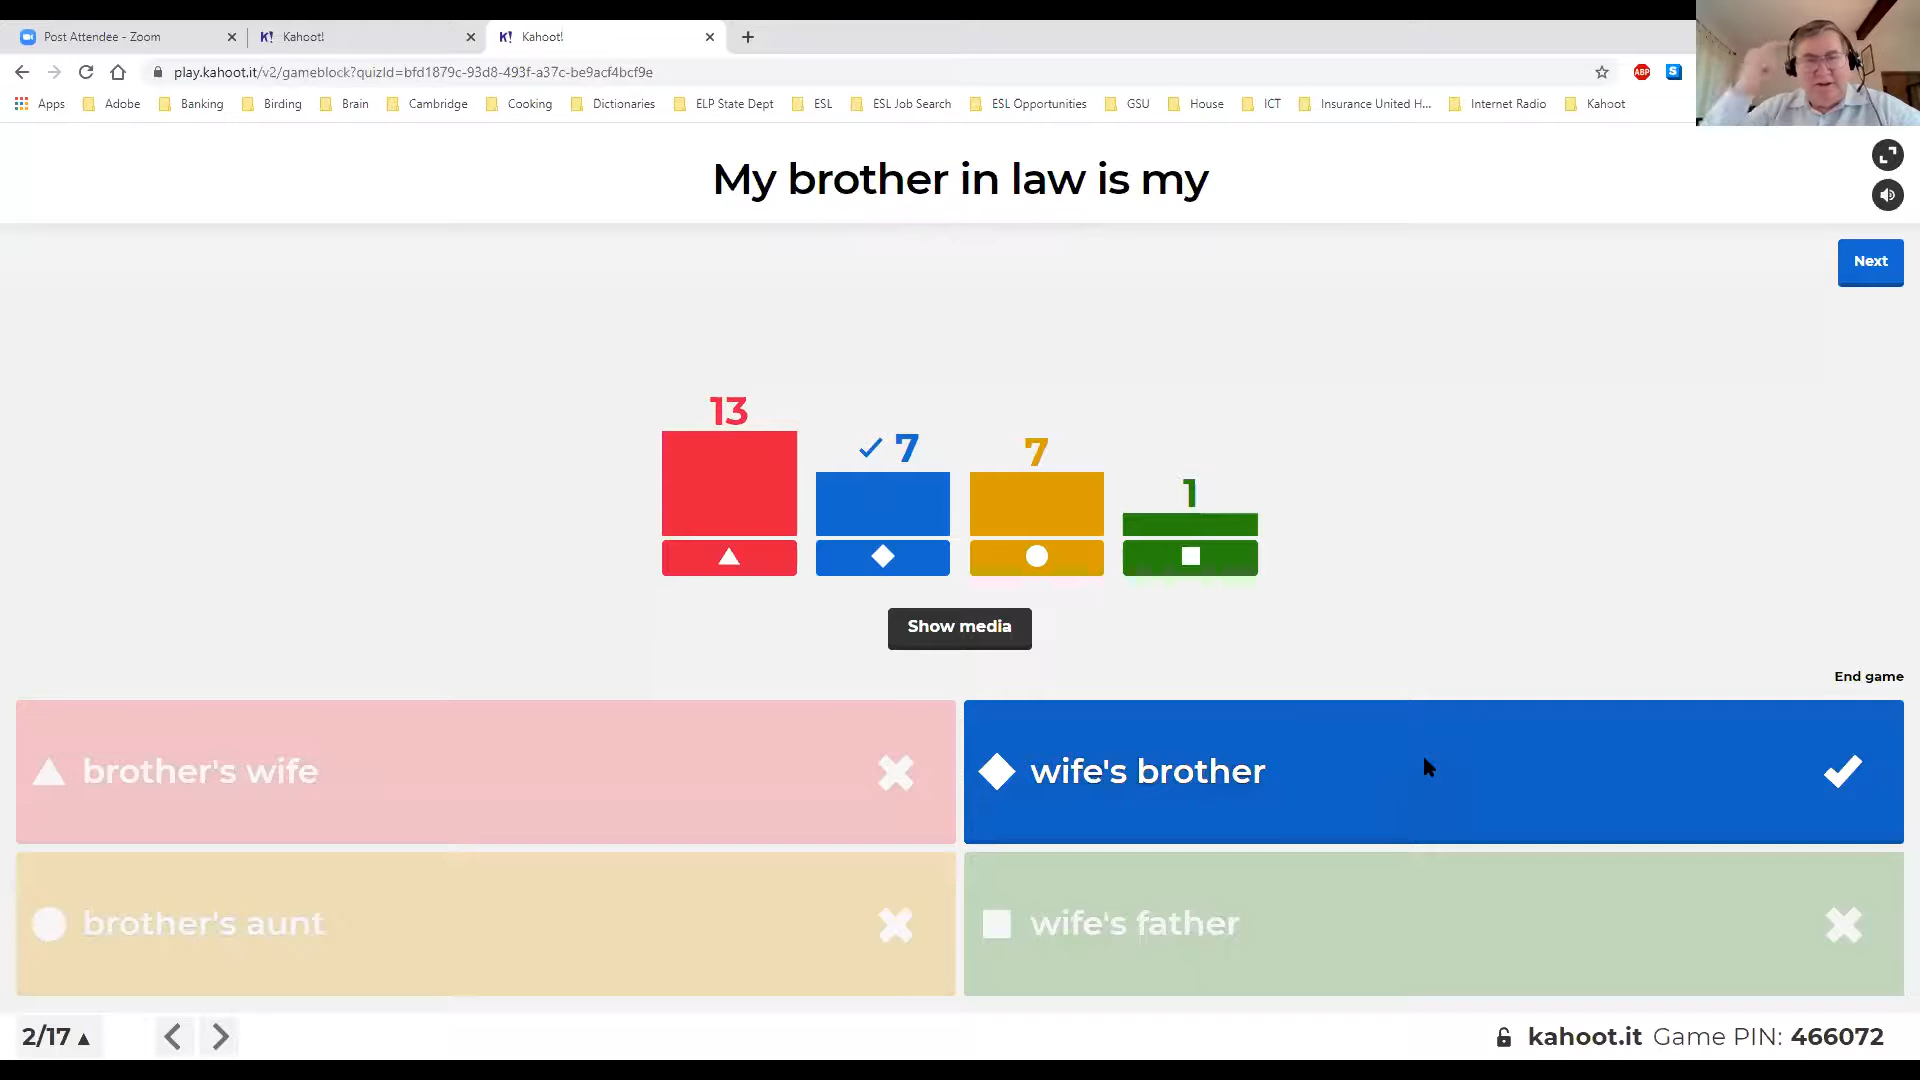 Post Attendee - Zoom
K! Kahoot!
K! Kahoot!
play.kahoot.it/v2/gameblock?quizId=bfd1879c-93d8-493f-a37c-be9acf4bcf9e
ABP
S
Apps Adobe Banking Birding Brain Cambridge Cooking Dictionaries ELP State Dept ESL ESL Job Search ESL Opportunities GSU House ICT Insurance United H... Internet Radio Kahoot
My brother in law is my
Next
13
7
7
1
Show media
End game
brother's wife
wife's brother
brother's aunt
wife's father
2/17
kahoot.it Game PIN: 466072